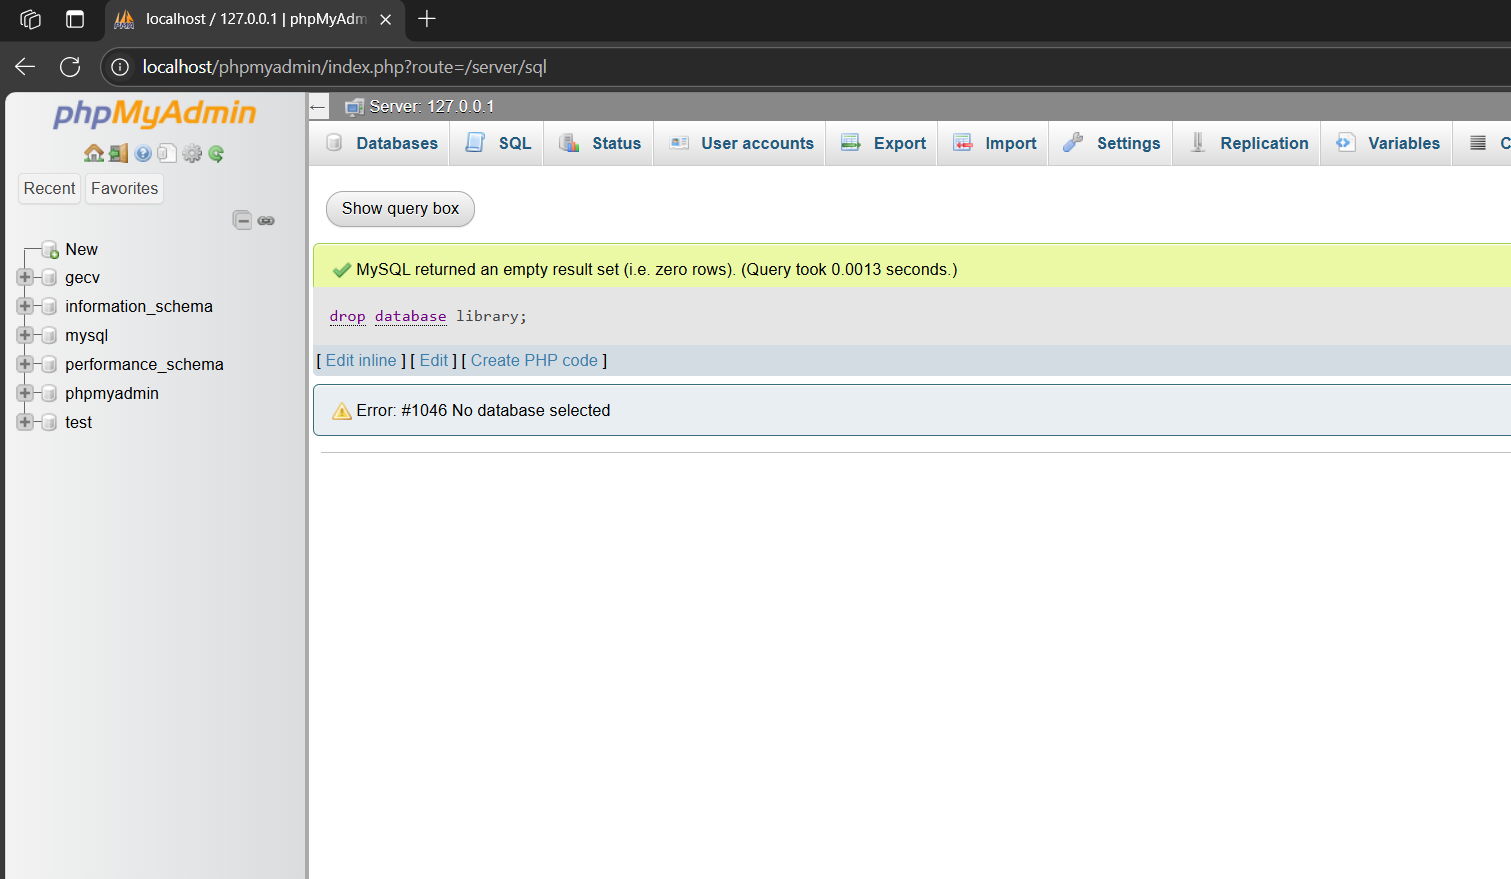 localhost / 127.0.0.1 | phpMyAdm
localhost/phpmyadmin/index.php?route=/server/sql
phpMyAdmin
Recent Favorites
New
gecv
information_schema
mysql
performance_schema
phpmyadmin
test
Server: 127.0.0.1
Databases SQL Status User accounts Export Import Settings Replication Variables C
Show query box
MySQL returned an empty result set (i.e. zero rows). (Query took 0.0013 seconds.)
drop database library;
[ Edit inline ] [ Edit ] [ Create PHP code ]
Error: #1046 No database selected